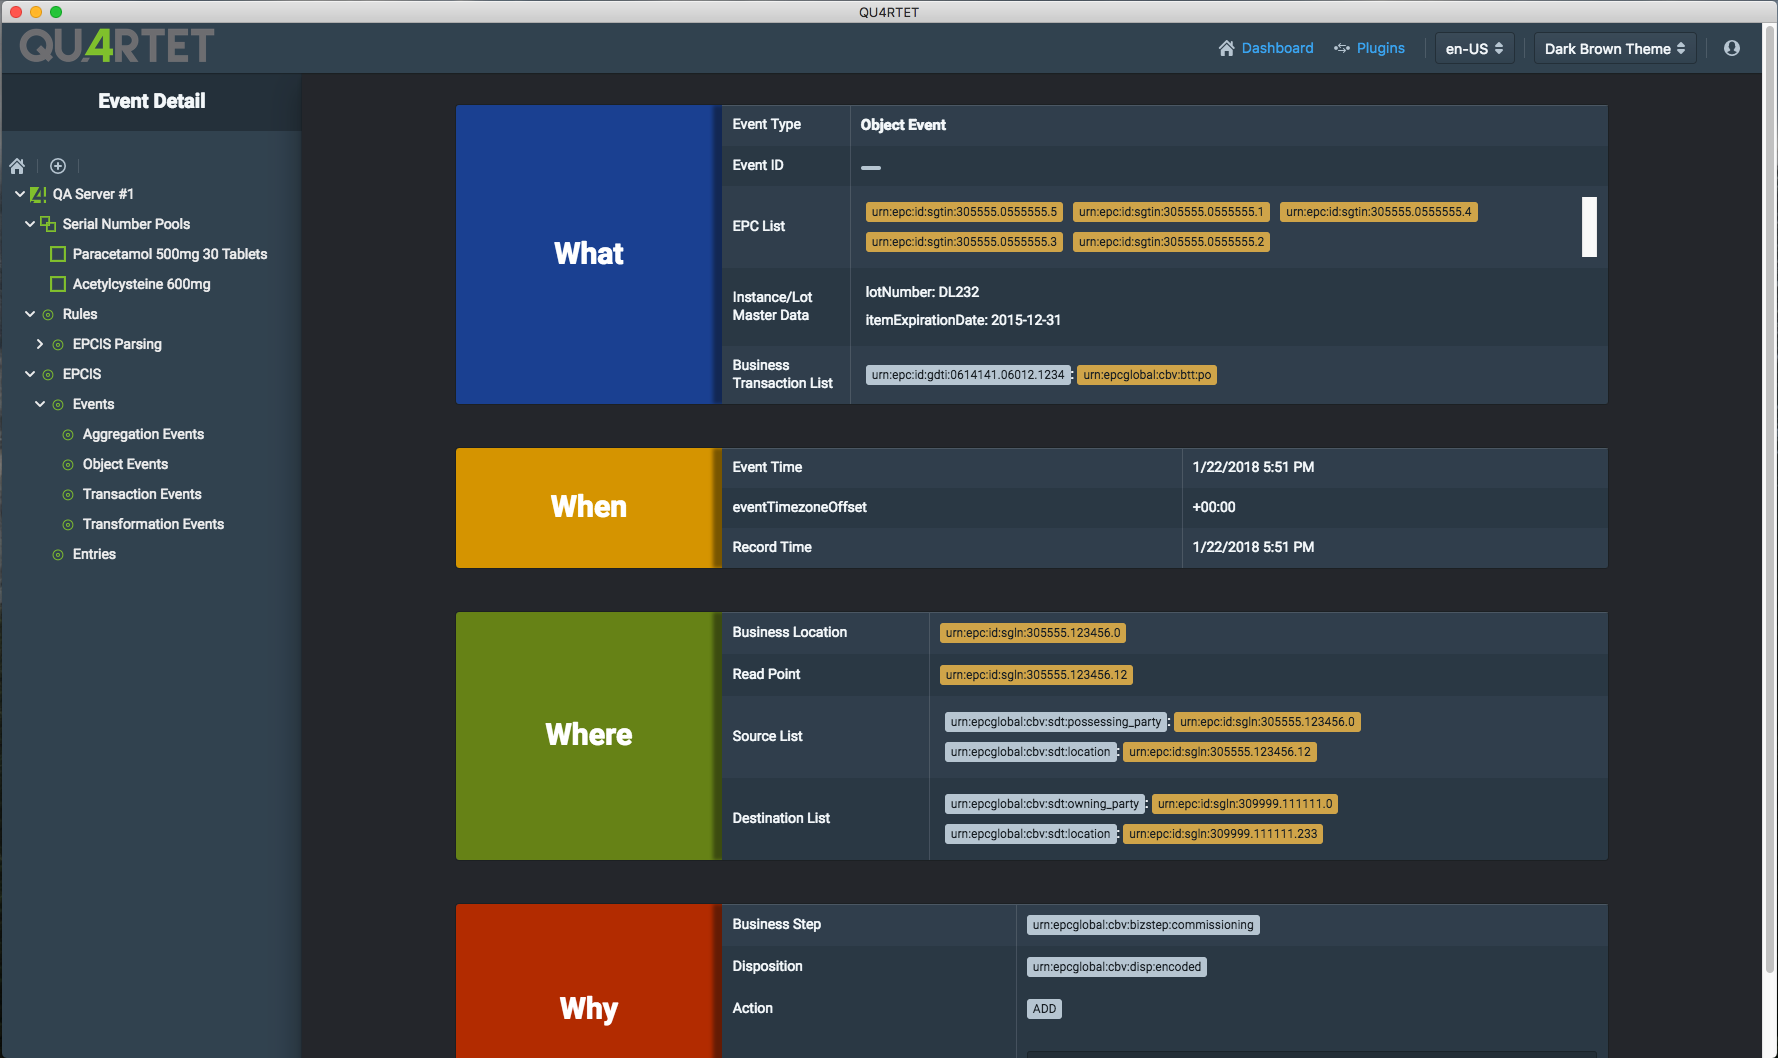 QU4RTET
QU4RTET
Dashboard
Plugins
en-US
Dark Brown Theme
Event Detail
QA Server #1
Serial Number Pools
Paracetamol 500mg 30 Tablets
Acetylcysteine 600mg
Rules
EPCIS Parsing
EPCIS
Events
Aggregation Events
Object Events
Transaction Events
Transformation Events
Entries
What
Event Type
Object Event
Event ID
—
EPC List
urn:epc:id:sgtin:305555.0555555.5 urn:epc:id:sgtin:305555.0555555.1 urn:epc:id:sgtin:305555.0555555.4
urn:epc:id:sgtin:305555.0555555.3 urn:epc:id:sgtin:305555.0555555.2
Instance/Lot
Master Data
lotNumber: DL232
itemExpirationDate: 2015-12-31
Business
Transaction List
urn:epc:id:gdti:0614141.06012.1234 : urn:epcglobal:cbv:btt:po
When
Event Time
1/22/2018 5:51 PM
eventTimezoneOffset
+00:00
Record Time
1/22/2018 5:51 PM
Where
Business Location
urn:epc:id:sgln:305555.123456.0
Read Point
urn:epc:id:sgln:305555.123456.12
Source List
urn:epcglobal:cbv:sdt:possessing_party : urn:epc:id:sgln:305555.123456.0
urn:epcglobal:cbv:sdt:location : urn:epc:id:sgln:305555.123456.12
Destination List
urn:epcglobal:cbv:sdt:owning_party : urn:epc:id:sgln:309999.111111.0
urn:epcglobal:cbv:sdt:location : urn:epc:id:sgln:309999.111111.233
Why
Business Step
urn:epcglobal:cbv:bizstep:commissioning
Disposition
urn:epcglobal:cbv:disp:encoded
Action
ADD